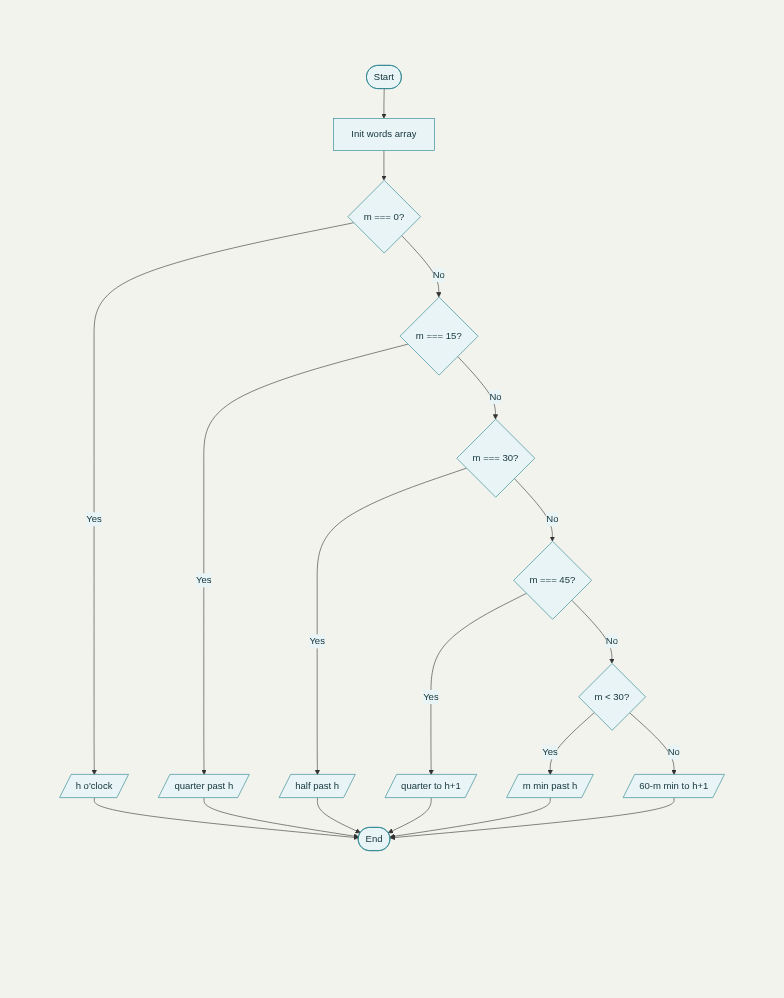 Start
Init words array
m === 0?
No
m === 15?
No
m === 30?
Yes
No
m === 45?
Yes
Yes
No
Yes
m < 30?
Yes
No
h o'clock
quarter past h
half past h
quarter to h+1
m min past h
60-m min to h+1
End